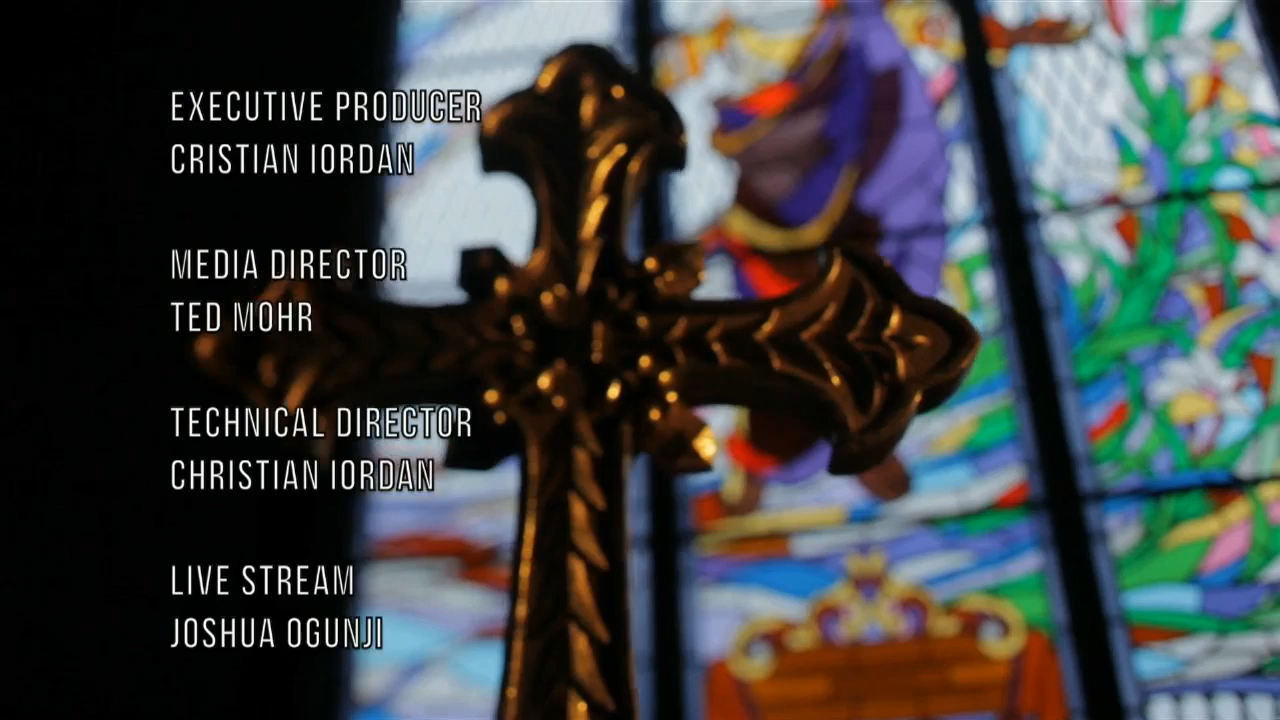 EXECUTIVE PRODUCER
CRISTIAN IORDAN
MEDIA DIRECTOR
TED MOHR
TECHNICAL DIRECTOR
CHRISTIAN IORDAN
LIVE STREAM
JOSHUA OGUNJI